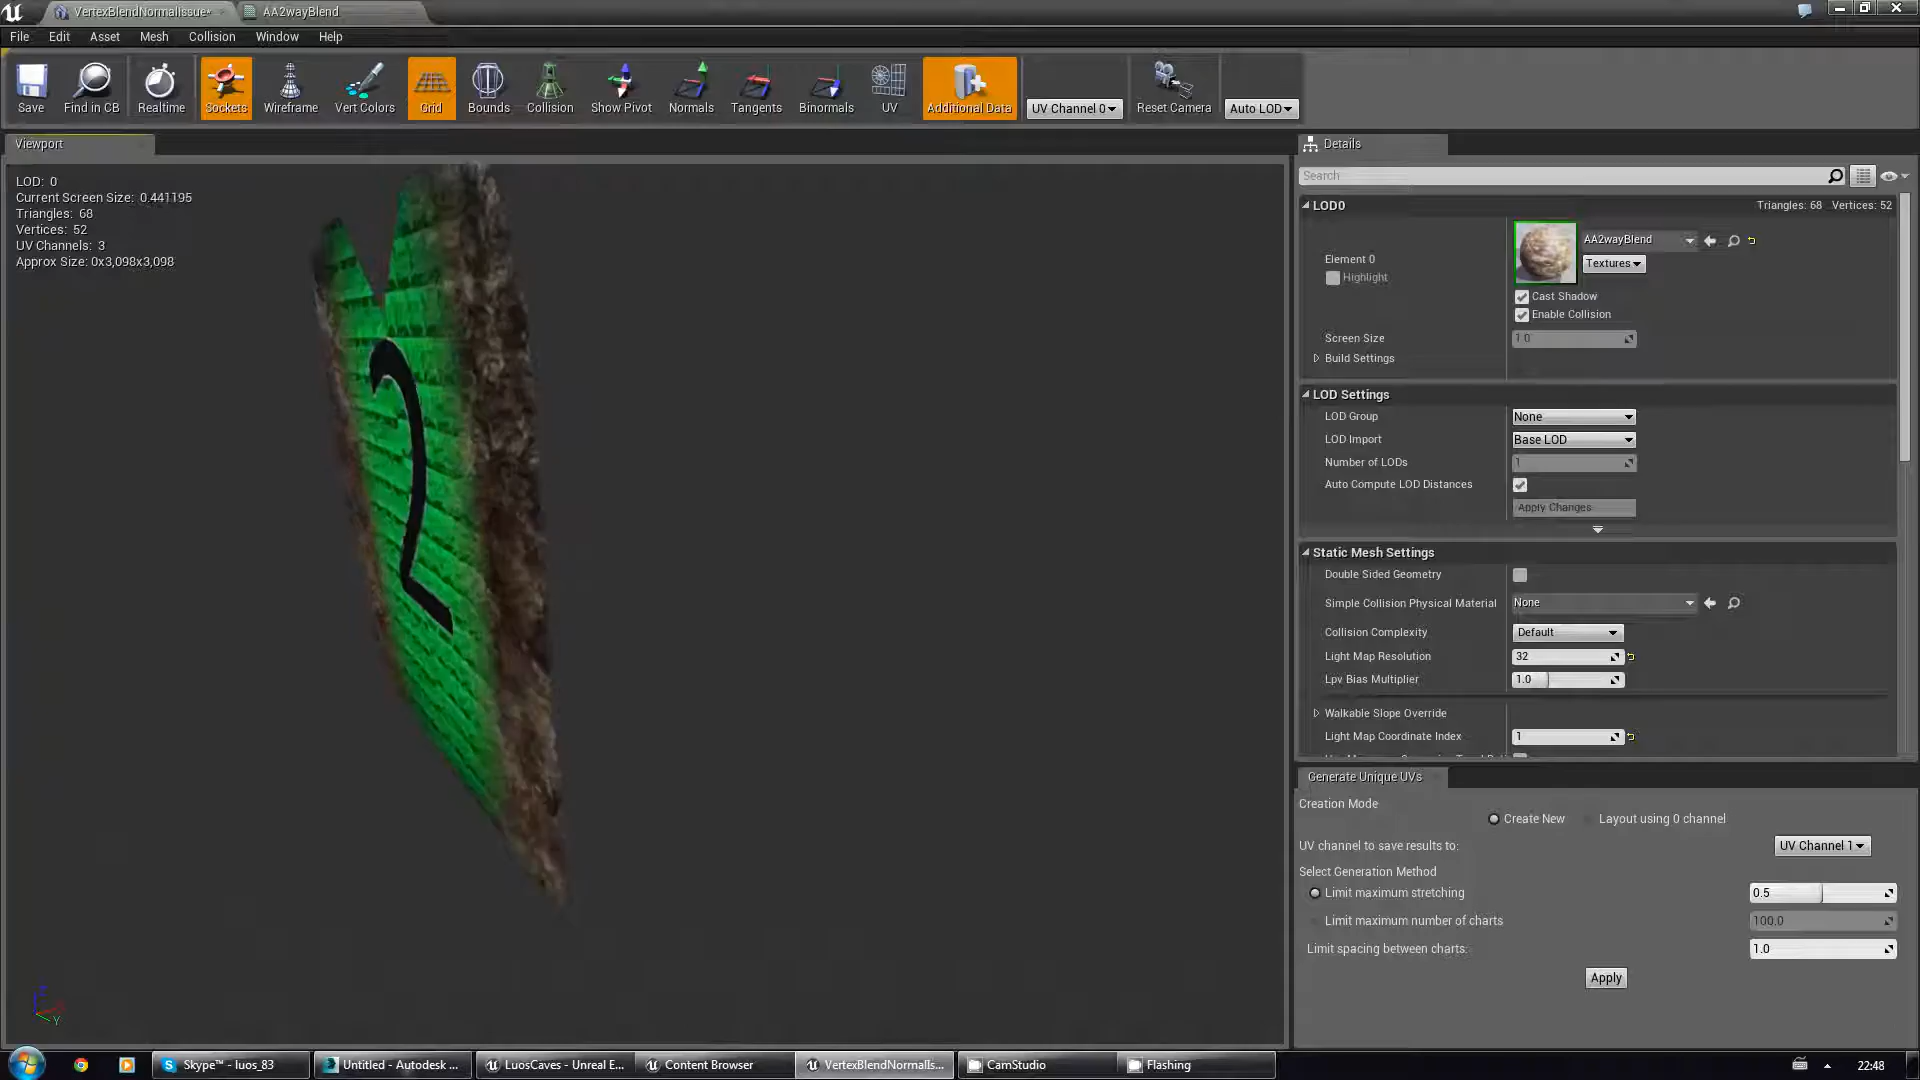 VertexBlendNormalIssue*
AA2wayBlend
File Edit Asset Mesh Collision Window Help
Save Find in CB Realtime Sockets Wireframe Vert Colors Grid Bounds Collision Show Pivot Normals Tangents Binormals UV Additional Data UV Channel 0 Reset Camera Auto LOD
Viewport
LOD: 0
Current Screen Size: 0.441195
Triangles: 68
Vertices: 52
UV Channels: 3
Approx Size: 0x3,098x3,098
2
Z
Y
Details
Search
LOD0 Triangles: 68 Vertices: 52
Element 0
Highlight
AA2wayBlend
Textures
Cast Shadow
Enable Collision
Screen Size 1.0
Build Settings
LOD Settings
LOD Group None
LOD Import Base LOD
Number of LODs 1
Auto Compute LOD Distances
Apply Changes
Static Mesh Settings
Double Sided Geometry
Simple Collision Physical Material None
Collision Complexity Default
Light Map Resolution 32
Lpv Bias Multiplier 1.0
Walkable Slope Override
Light Map Coordinate Index 1
Generate Unique UVs
Creation Mode
Create New Layout using 0 channel
UV channel to save results to: UV Channel 1
Select Generation Method
Limit maximum stretching 0.5
Limit maximum number of charts 100.0
Limit spacing between charts: 1.0
Apply
Skype™ - luos_83 Untitled - Autodesk ... LuosCaves - Unreal E... Content Browser VertexBlendNormalIs... CamStudio Flashing 22:48